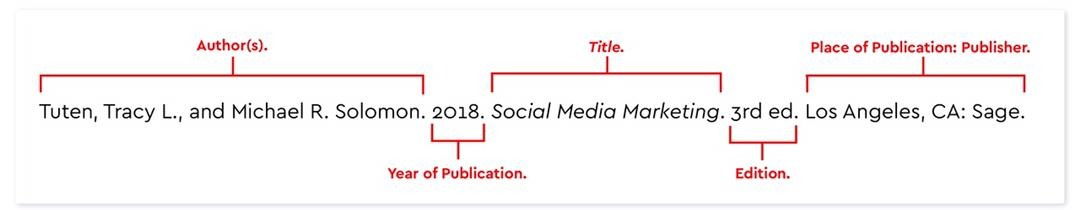 Author(s). Title. Place of Publication: Publisher.
Tuten, Tracy L., and Michael R. Solomon. 2018. Social Media Marketing. 3rd ed. Los Angeles, CA: Sage.
Year of Publication. Edition.